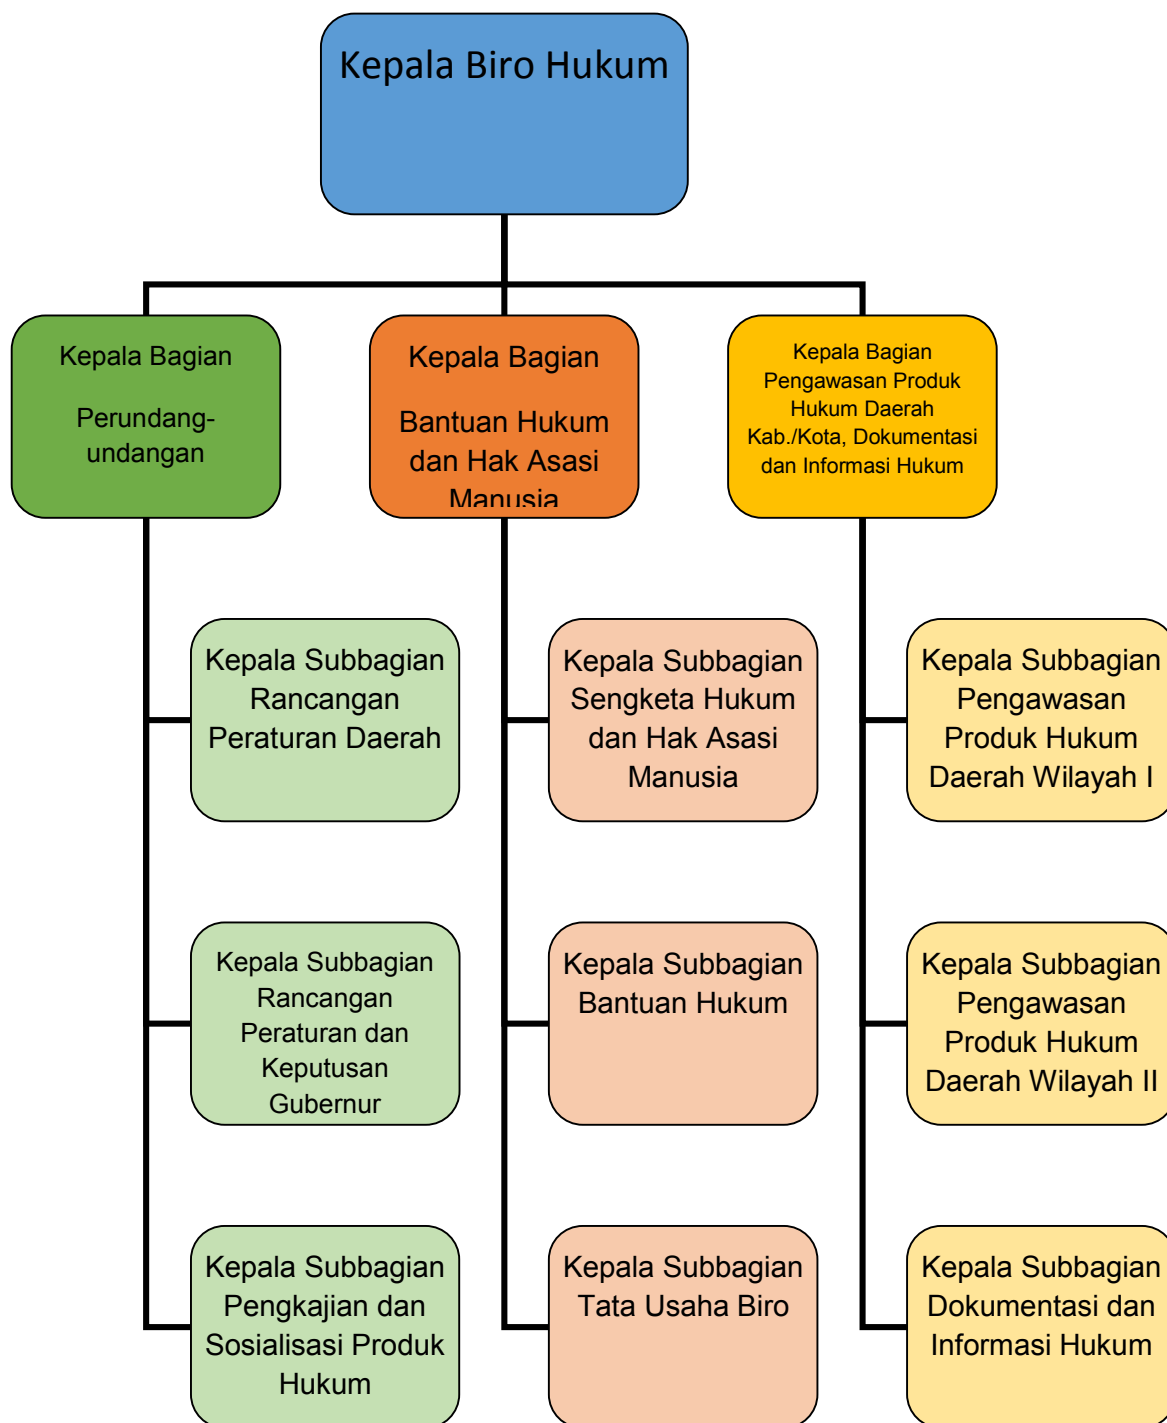 Kepala Biro Hukum
Kepala Bagian
Perundang-
undangan
Kepala Bagian
Bantuan Hukum
dan Hak Asasi
Manusia
Kepala Bagian
Pengawasan Produk
Hukum Daerah
Kab./Kota, Dokumentasi
dan Informasi Hukum
Kepala Subbagian
Rancangan
Peraturan Daerah
Kepala Subbagian
Sengketa Hukum
dan Hak Asasi
Manusia
Kepala Subbagian
Pengawasan
Produk Hukum
Daerah Wilayah I
Kepala Subbagian
Rancangan
Peraturan dan
Keputusan
Gubernur
Kepala Subbagian
Bantuan Hukum
Kepala Subbagian
Pengawasan
Produk Hukum
Daerah Wilayah II
Kepala Subbagian
Pengkajian dan
Sosialisasi Produk
Hukum
Kepala Subbagian
Tata Usaha Biro
Kepala Subbagian
Dokumentasi dan
Informasi Hukum